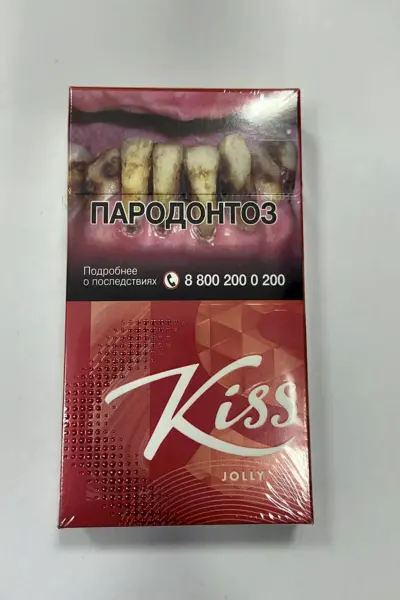 ПАРОДОНТОЗ
Подробнее
о последствиях 8 800 200 0 200
Kiss
JOLLY